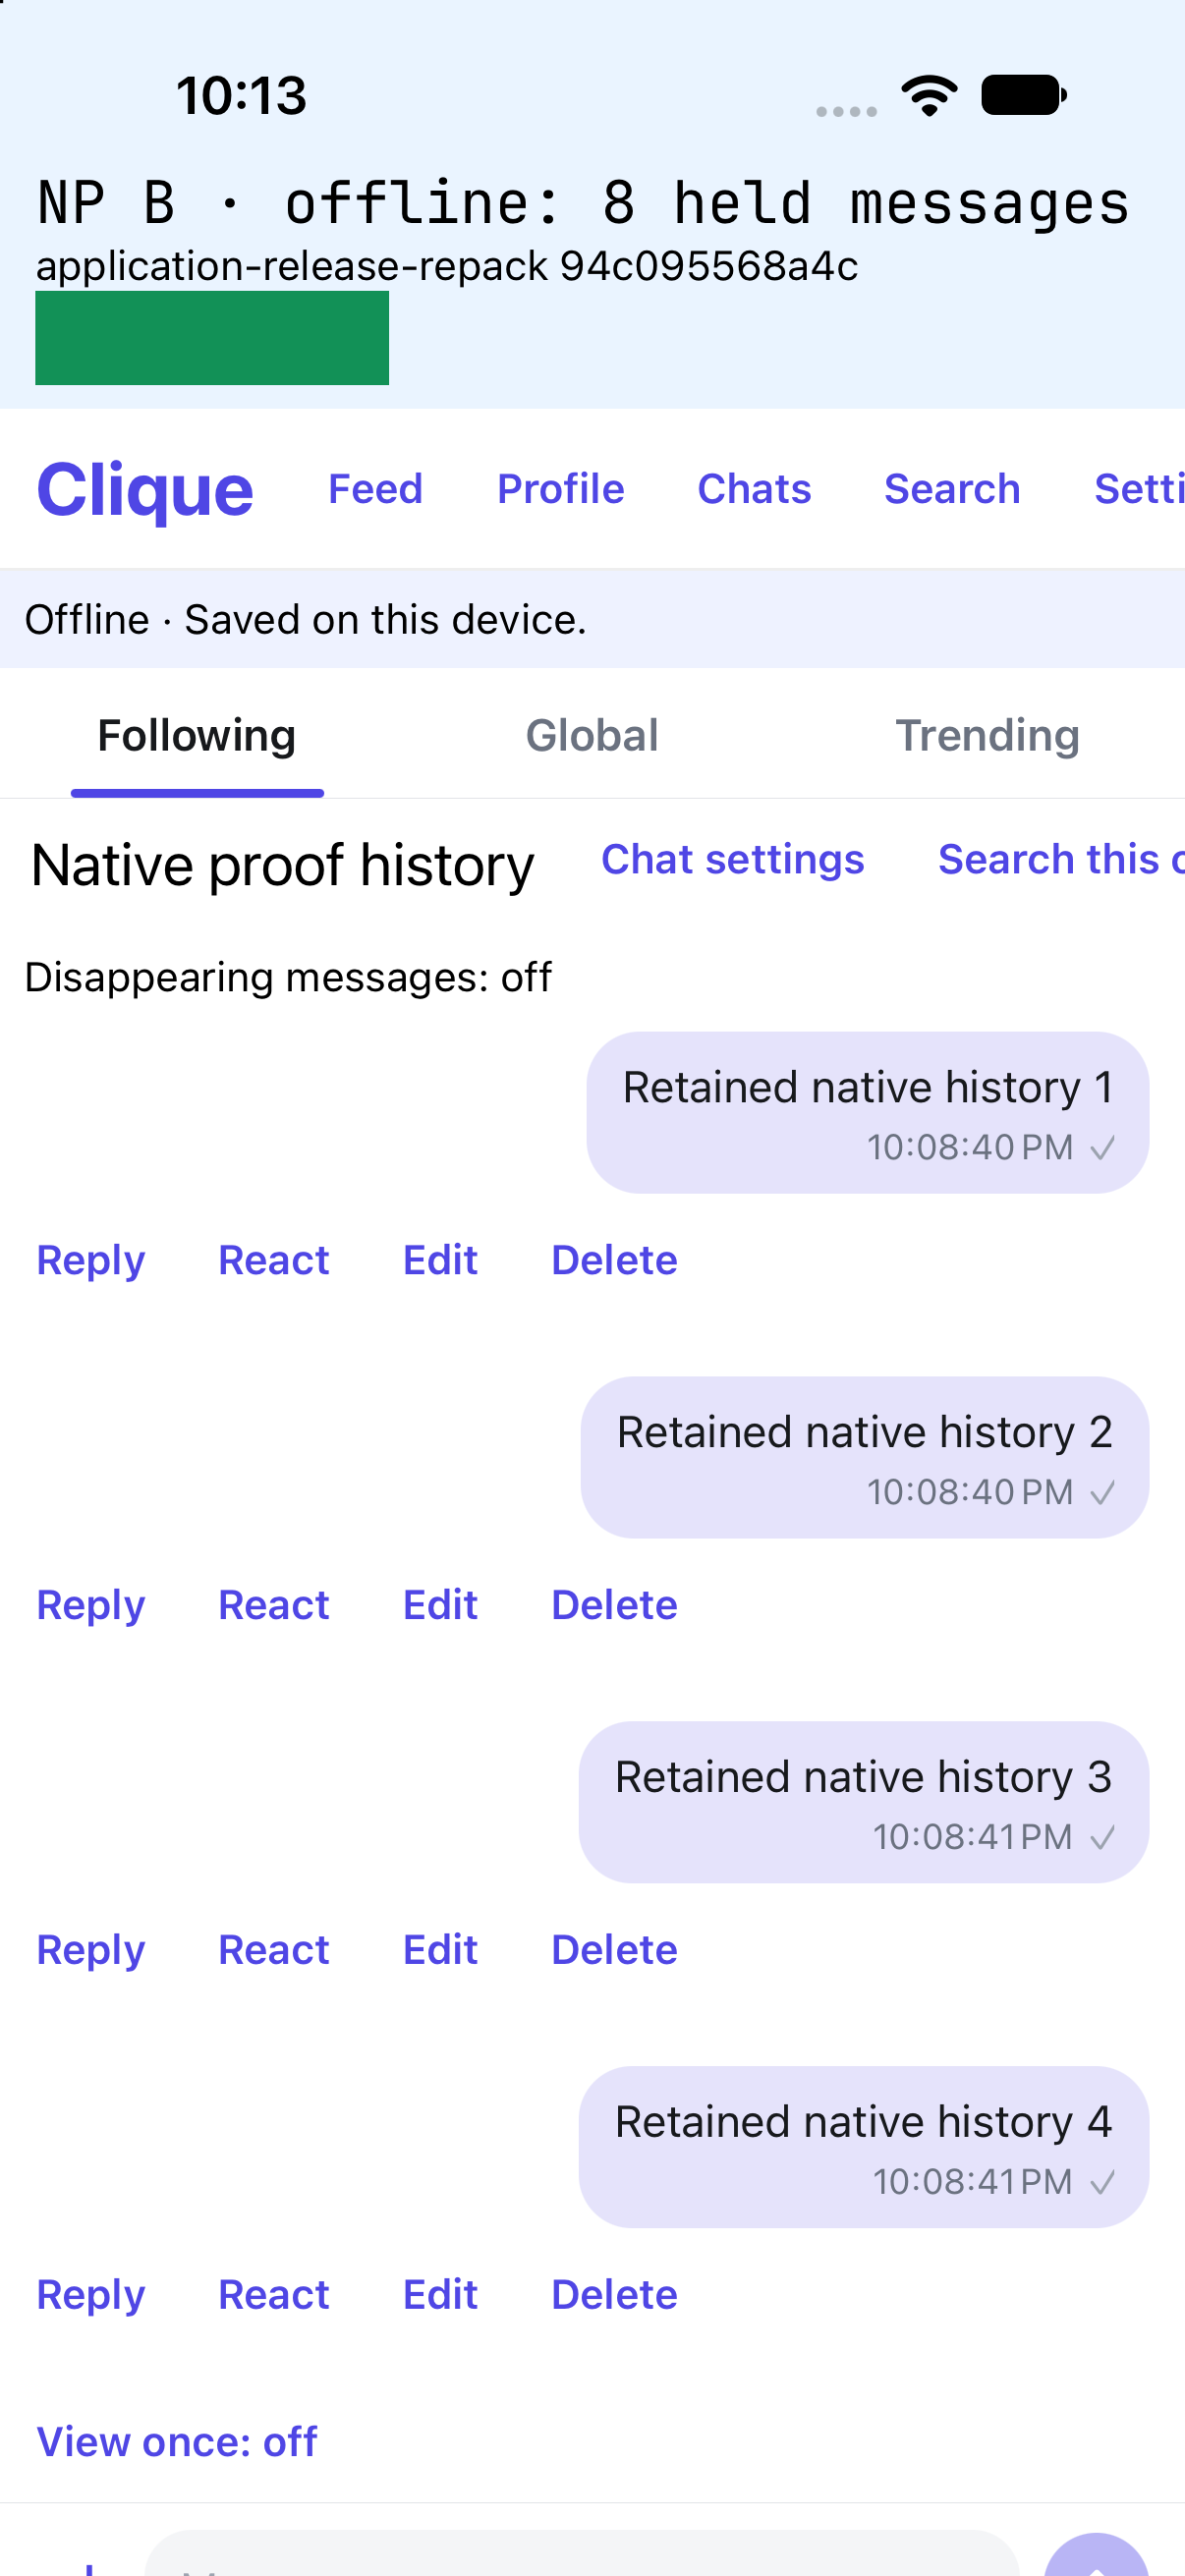 10:13
NP B · offline: 8 held messages
application-release-repack 94c095568a4c
Clique Feed Profile Chats Search Setti
Offline · Saved on this device.
Following Global Trending
Native proof history Chat settings Search this
Disappearing messages: off
Retained native history 1
10:08:40 PM ✓
Reply React Edit Delete
Retained native history 2
10:08:40 PM ✓
Reply React Edit Delete
Retained native history 3
10:08:41 PM ✓
Reply React Edit Delete
Retained native history 4
10:08:41 PM ✓
Reply React Edit Delete
View once: off